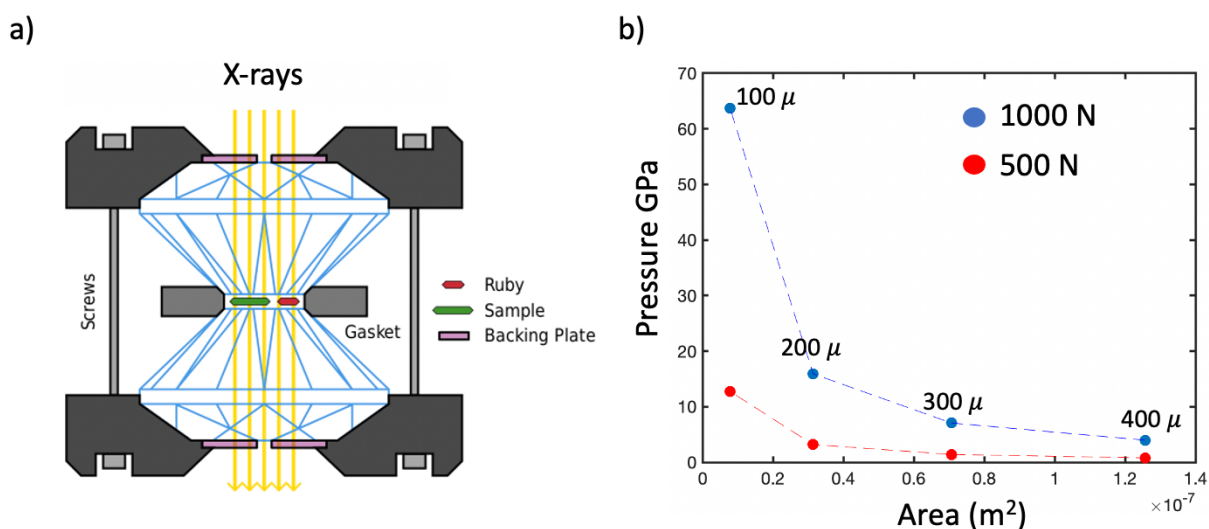 a)
X-rays
Screws
Gasket
Ruby
Sample
Backing Plate
b)
Pressure GPa
70
60
50
40
30
20
10
0
100 μ
200 μ
300 μ
400 μ
1000 N
500 N
0
0.2
0.4
0.6
0.8
1
1.2
1.4
×10⁻⁷
Area (m²)